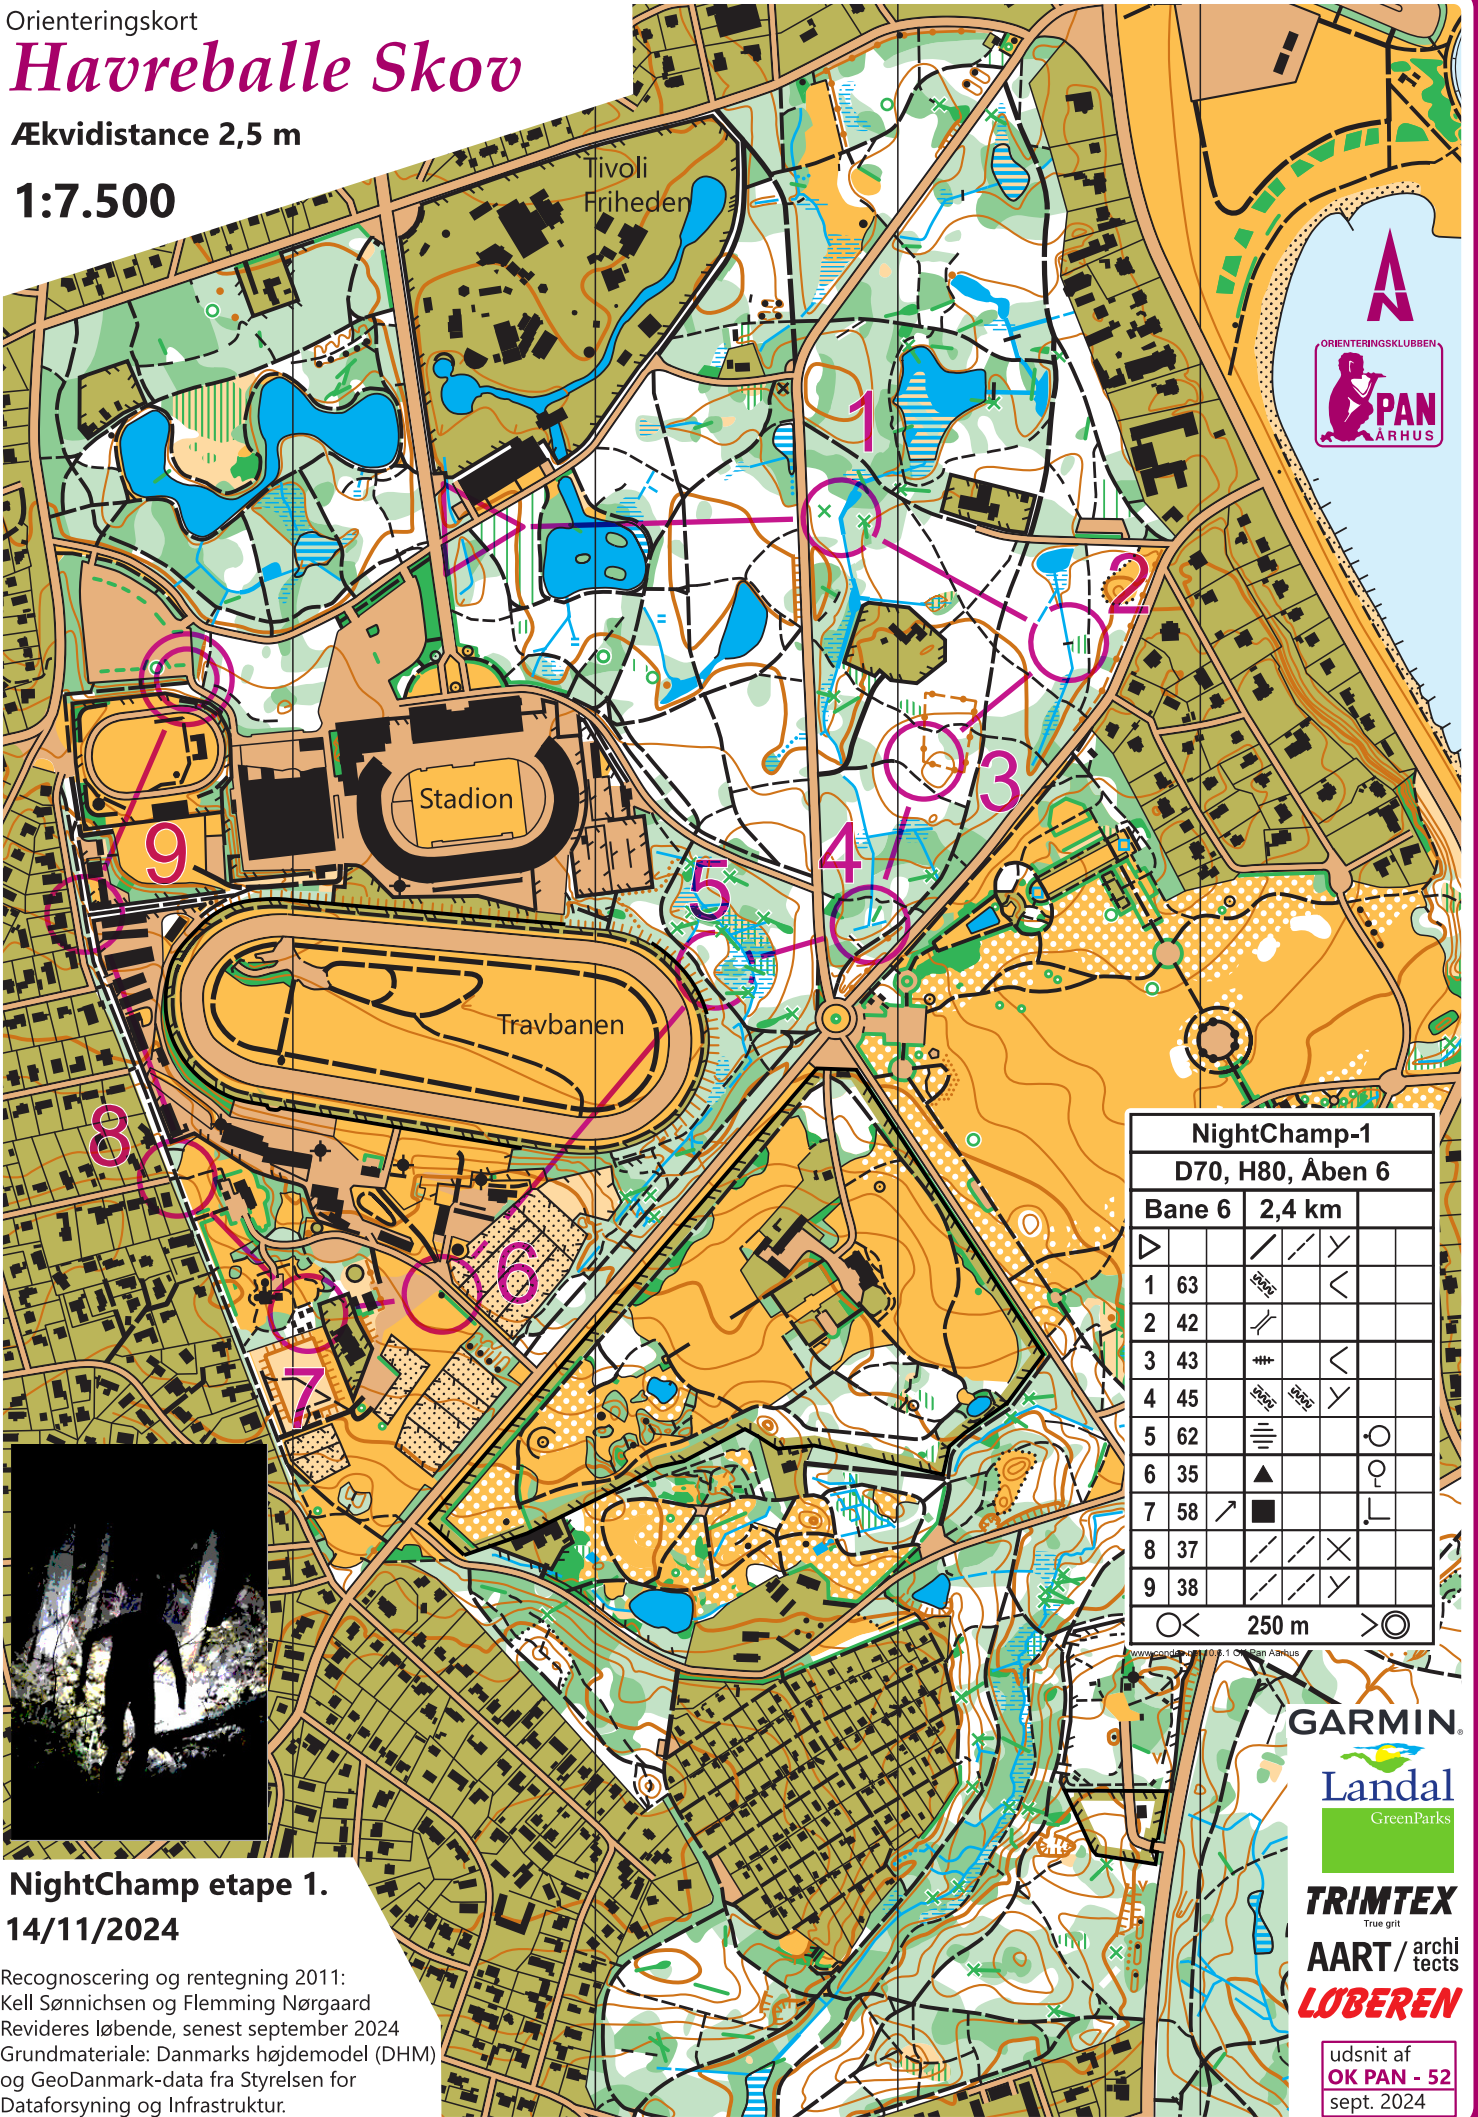 Orienteringskort
Havreballe Skov
Ækvidistance 2,5 m
1:7.500
Tivoli
Friheden
ORIENTERINGSKLUBBEN
PAN
ÅRHUS
1
2
3
4
5
6
7
8
9
Stadion
Travbanen
NightChamp-1
D70, H80, Åben 6
Bane 6 2,4 km
1 63
2 42
3 43
4 45
5 62
6 35
7 58
8 37
9 38
250 m
GARMIN
Landal
GreenParks
TRIMTEX
True grit
AART / archi
tects
LØBEREN
udsnit af
OK PAN - 52
sept. 2024
NightChamp etape 1.
14/11/2024
Recognoscering og rentegning 2011:
Kell Sønnichsen og Flemming Nørgaard
Revideres løbende, senest september 2024
Grundmateriale: Danmarks højdemodel (DHM)
og GeoDanmark-data fra Styrelsen for
Dataforsyning og Infrastruktur.